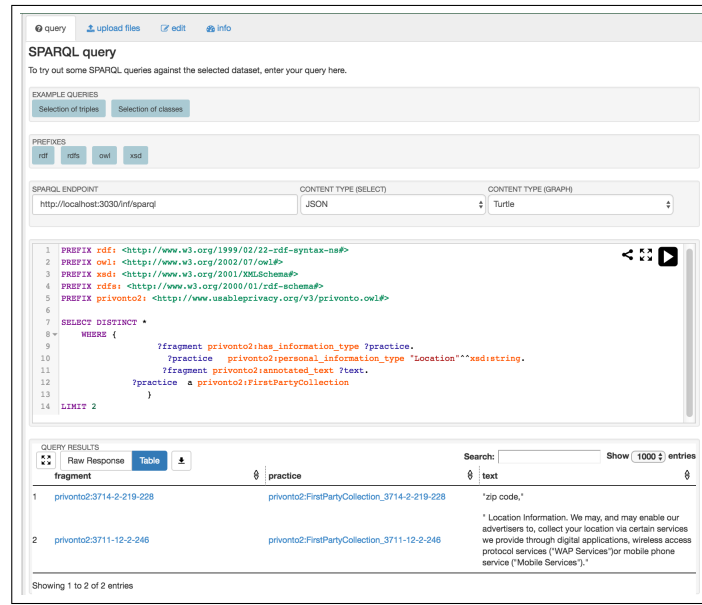 query upload files edit info
SPARQL query
To try out some SPARQL queries against the selected dataset, enter your query here.
EXAMPLE QUERIES
Selection of triples Selection of classes
PREFIXES
rdf rdfs owl xsd
SPARQL ENDPOINT CONTENT TYPE (SELECT) CONTENT TYPE (GRAPH)
http://localhost:3030/inf/sparql JSON Turtle
1 PREFIX rdf: <http://www.w3.org/1999/02/22-rdf-syntax-ns#>
2 PREFIX owl: <http://www.w3.org/2002/07/owl#>
3 PREFIX xsd: <http://www.w3.org/2001/XMLSchema#>
4 PREFIX rdfs: <http://www.w3.org/2000/01/rdf-schema#>
5 PREFIX privonto2: <http://www.usableprivacy.org/v3/privonto.owl#>
6
7 SELECT DISTINCT *
8 WHERE {
9 ?fragment privonto2:has_information_type ?practice.
10 ?practice privonto2:personal_information_type "Location"^^xsd:string.
11 ?fragment privonto2:annotated_text ?text.
12 ?practice a privonto2:FirstPartyCollection
13 }
14 LIMIT 2
QUERY RESULTS
Raw Response Table Search: Show 1000 entries
fragment practice text
1 privonto2:3714-2-219-228 privonto2:FirstPartyCollection_3714-2-219-228 "zip code,"
" Location Information. We may, and may enable our
advertisers to, collect your location via certain services
2 privonto2:3711-12-2-246 privonto2:FirstPartyCollection_3711-12-2-246 we provide through digital applications, wireless access
protocol services ("WAP Services")or mobile phone
service ("Mobile Services")."
Showing 1 to 2 of 2 entries